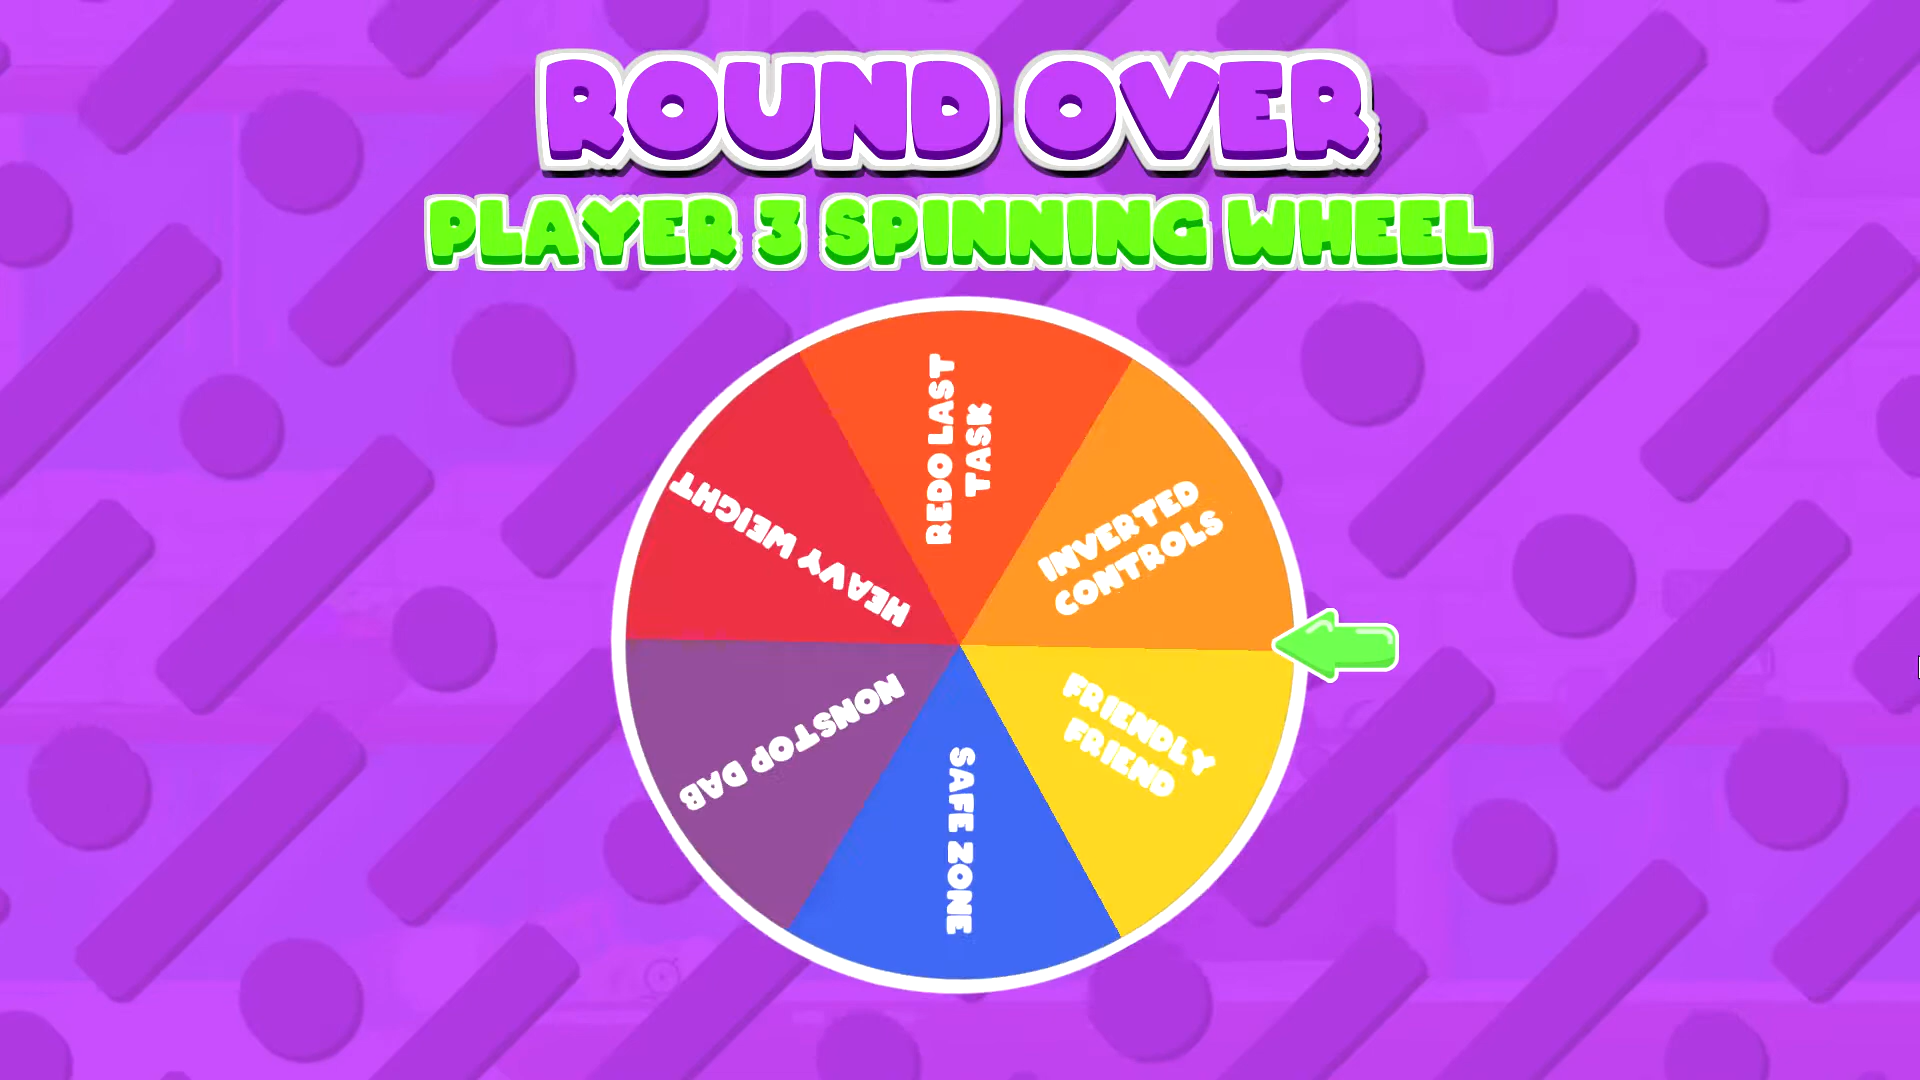 ROUND OVER
PLAYER 3 SPINNING WHEEL
REDO LAST
TASK
INVERTED
CONTROLS
FRIENDLY
FRIEND
SAFE ZONE
NONSTOP DAB
HEAVY WEIGHT